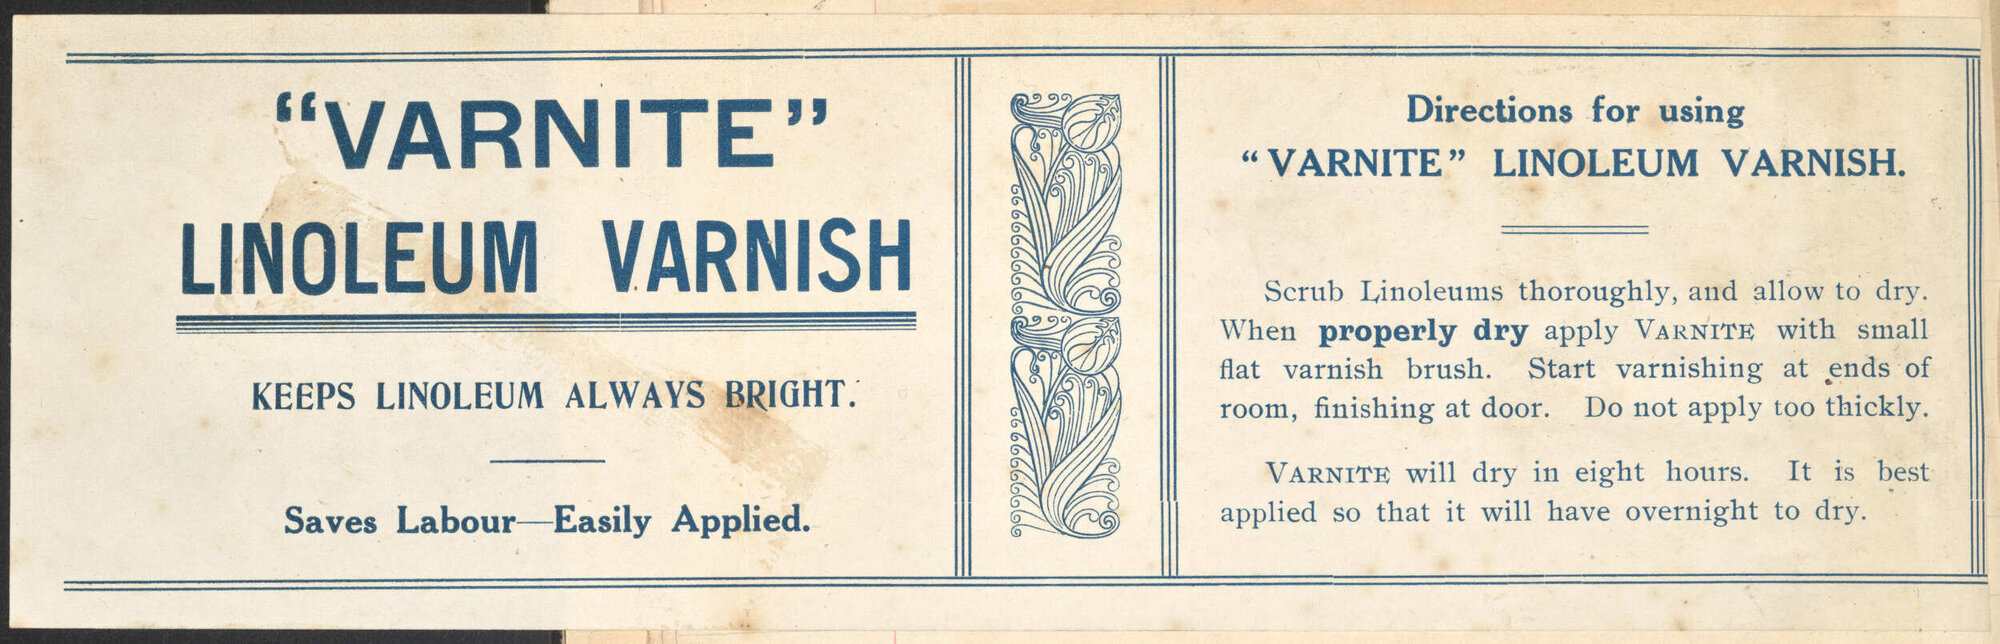 “VARNITE”
LINOLEUM VARNISH
KEEPS LINOLEUM ALWAYS BRIGHT.
Saves Labour—Easily Applied.
Directions for using
“VARNITE” LINOLEUM VARNISH.
Scrub Linoleums thoroughly, and allow to dry.
When properly dry apply VARNITE with small
flat varnish brush. Start varnishing at ends of
room, finishing at door. Do not apply too thickly.
VARNITE will dry in eight hours. It is best
applied so that it will have overnight to dry.